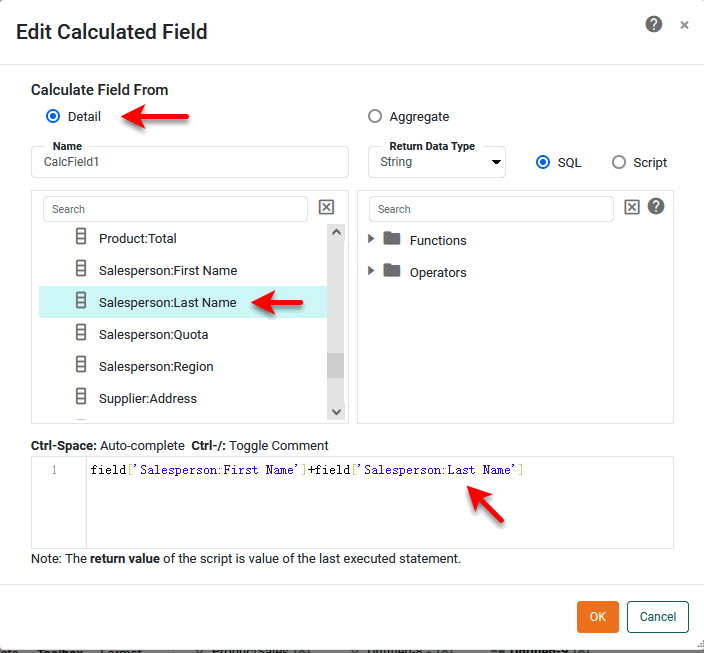 Edit Calculated Field
Calculate Field From
Detail
Aggregate
Name
CalcField1
Return Data Type
String
SQL
Script
Search
Search
Product:Total
Salesperson:First Name
Salesperson:Last Name
Salesperson:Quota
Salesperson:Region
Supplier:Address
Functions
Operators
Ctrl-Space: Auto-complete Ctrl-/: Toggle Comment
1 field['Salesperson:First Name']+field['Salesperson:Last Name']
Note: The return value of the script is value of the last executed statement.
OK
Cancel